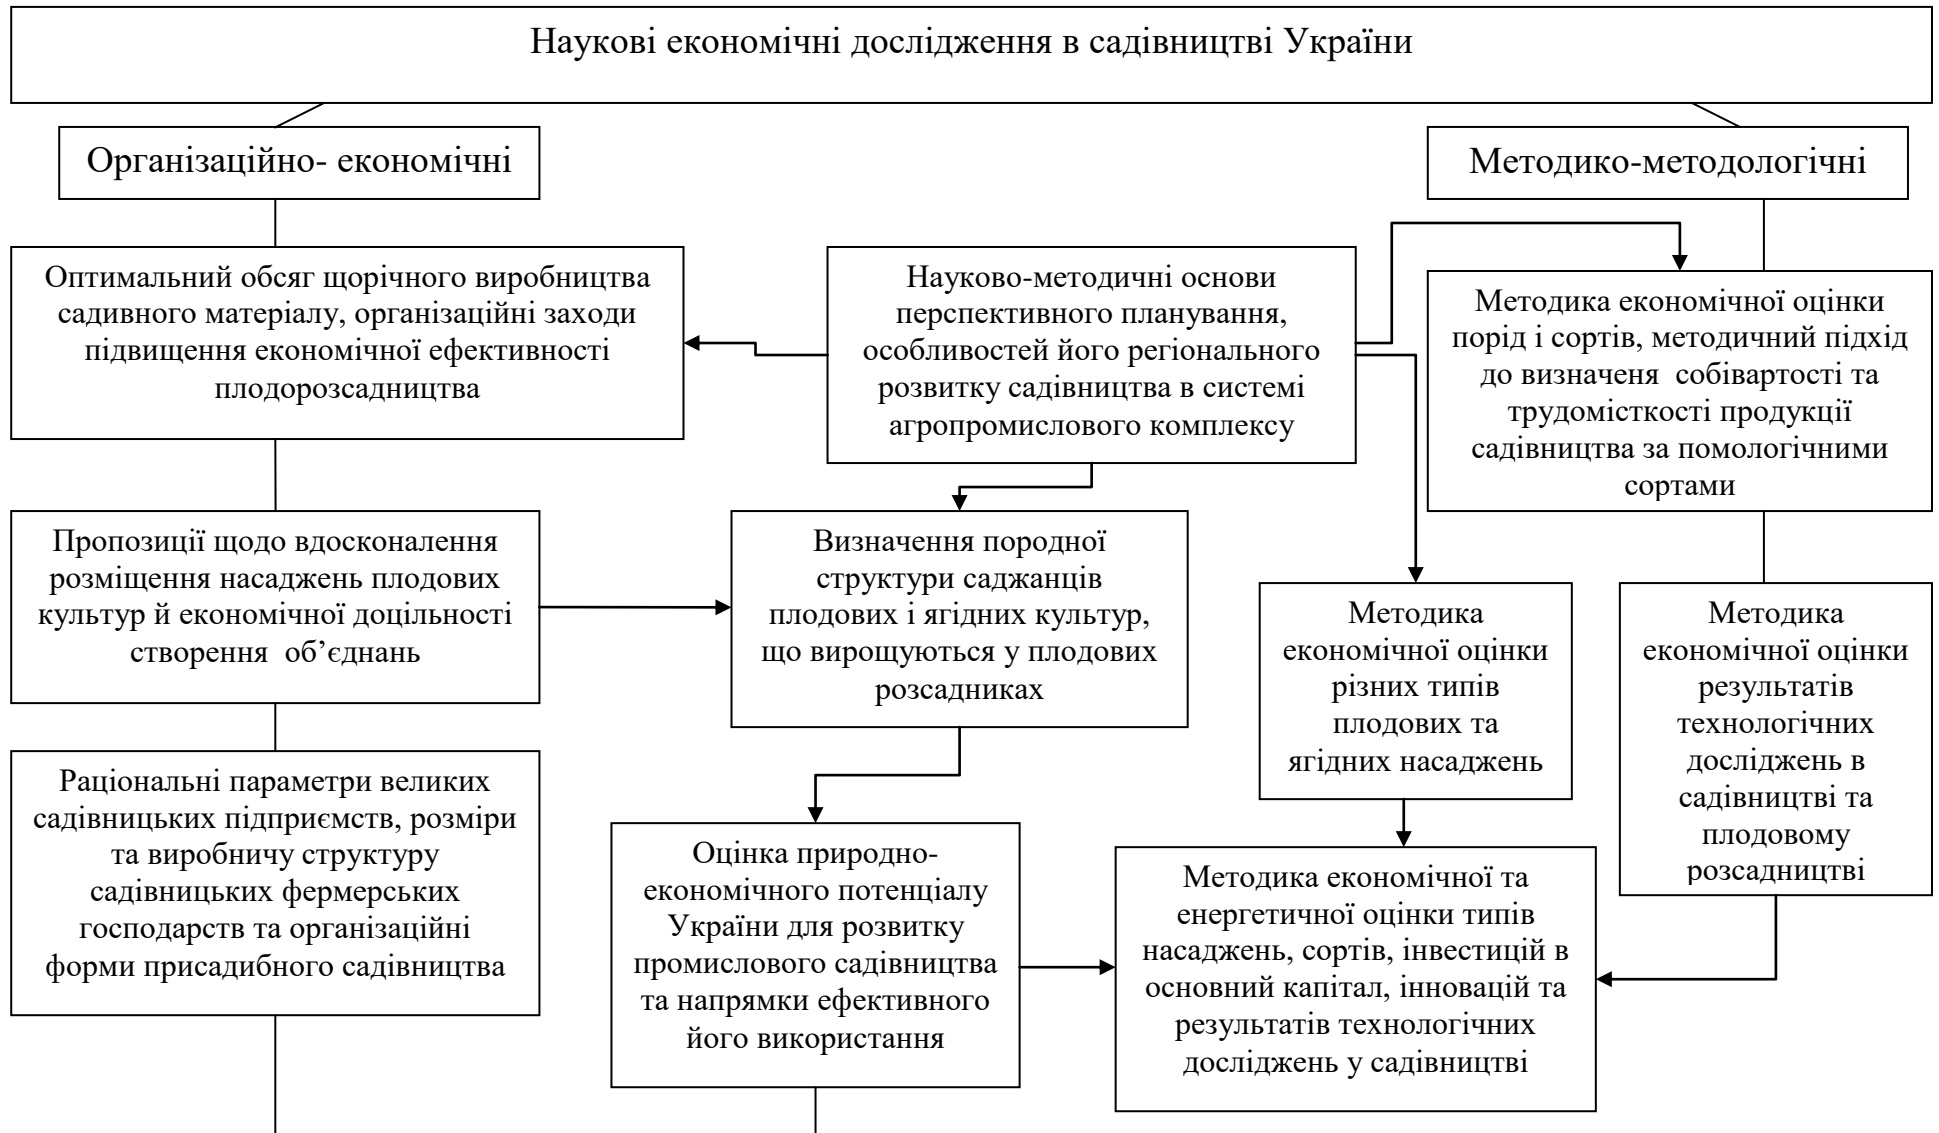 Наукові економічні дослідження в садівництві України
Організаційно- економічні
Методико-методологічні
Оптимальний обсяг щорічного виробництва
садивного матеріалу, організаційні заходи
підвищення економічної ефективності
плодорозсадництва
Науково-методичні основи
перспективного планування,
особливостей його регіонального
розвитку садівництва в системі
агропромислового комплексу
Методика економічної оцінки
порід і сортів, методичний підхід
до визначеня  собівартості та
трудомісткості продукції
садівництва за помологічними
сортами
Пропозиції щодо вдосконалення
розміщення насаджень плодових
культур й економічної доцільності
створення  об’єднань
Визначення породної
структури саджанців
плодових і ягідних культур,
що вирощуються у плодових
розсадниках
Методика
економічної оцінки
різних типів
плодових та
ягідних насаджень
Методика
економічної оцінки
результатів
технологічних
досліджень в
садівництві та
плодовому
розсадництві
Раціональні параметри великих
садівницьких підприємств, розміри
та виробничу структуру
садівницьких фермерських
господарств та організаційні
форми присадибного садівництва
Оцінка природно-
економічного потенціалу
України для розвитку
промислового садівництва
та напрямки ефективного
його використання
Методика економічної та
енергетичної оцінки типів
насаджень, сортів, інвестицій в
основний капітал, інновацій та
результатів технологічних
досліджень у садівництві